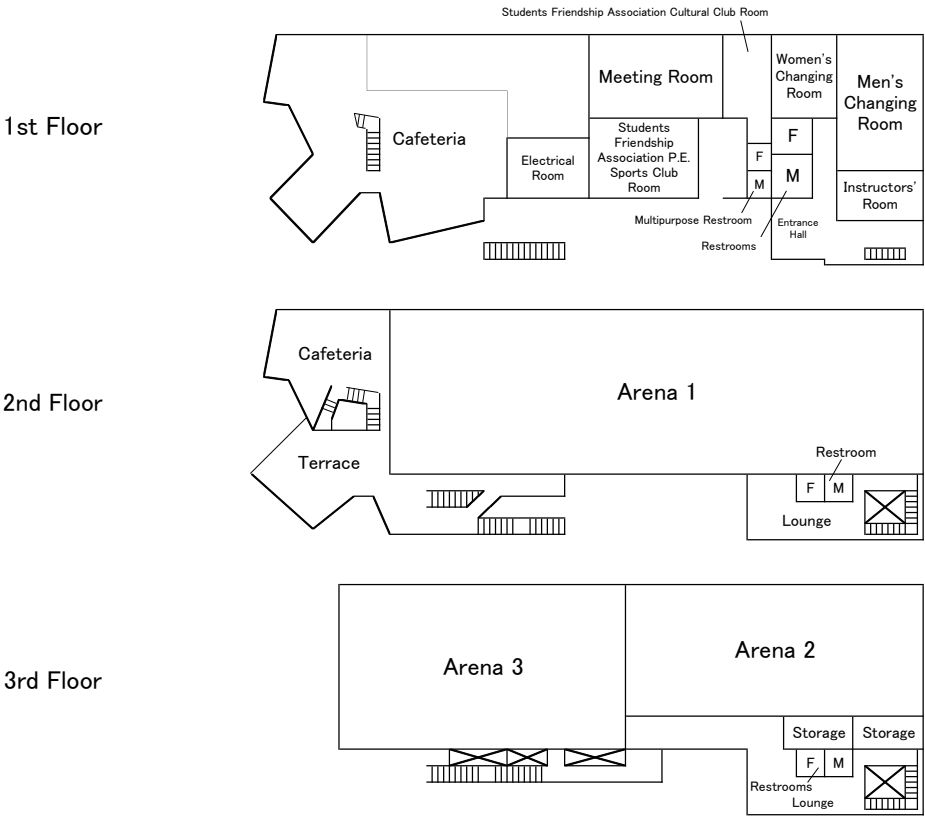 Students Friendship Association Cultural Club Room
1st Floor
Cafeteria
Electrical
Room
Meeting Room
Students
Friendship
Association P.E.
Sports Club
Room
F
M
Multipurpose Restroom
Women's
Changing
Room
F
M
Restrooms
Entrance
Hall
Men's
Changing
Room
Instructors'
Room
2nd Floor
Cafeteria
Terrace
Arena 1
Restroom
F
M
Lounge
3rd Floor
Arena 3
Arena 2
Storage
Storage
F
M
Restrooms
Lounge